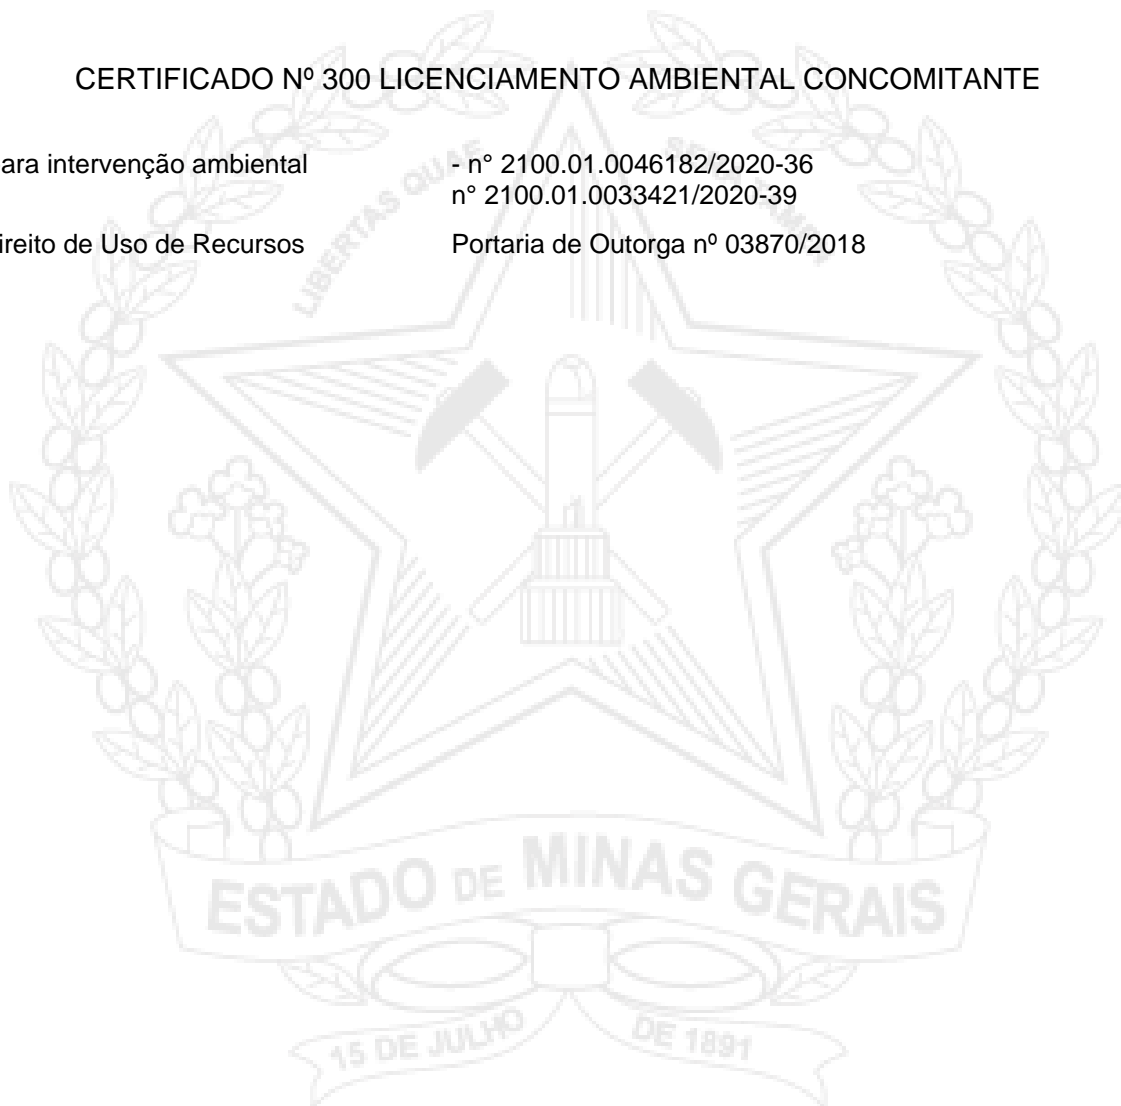 CERTIFICADO Nº 300 LICENCIAMENTO AMBIENTAL CONCOMITANTE
ara intervenção ambiental - n° 2100.01.0046182/2020-36
n° 2100.01.0033421/2020-39
ireito de Uso de Recursos Portaria de Outorga nº 03870/2018
LIBERTAS QUAE SERA TAMEN
ESTADO DE MINAS GERAIS
15 DE JULHO DE 1891